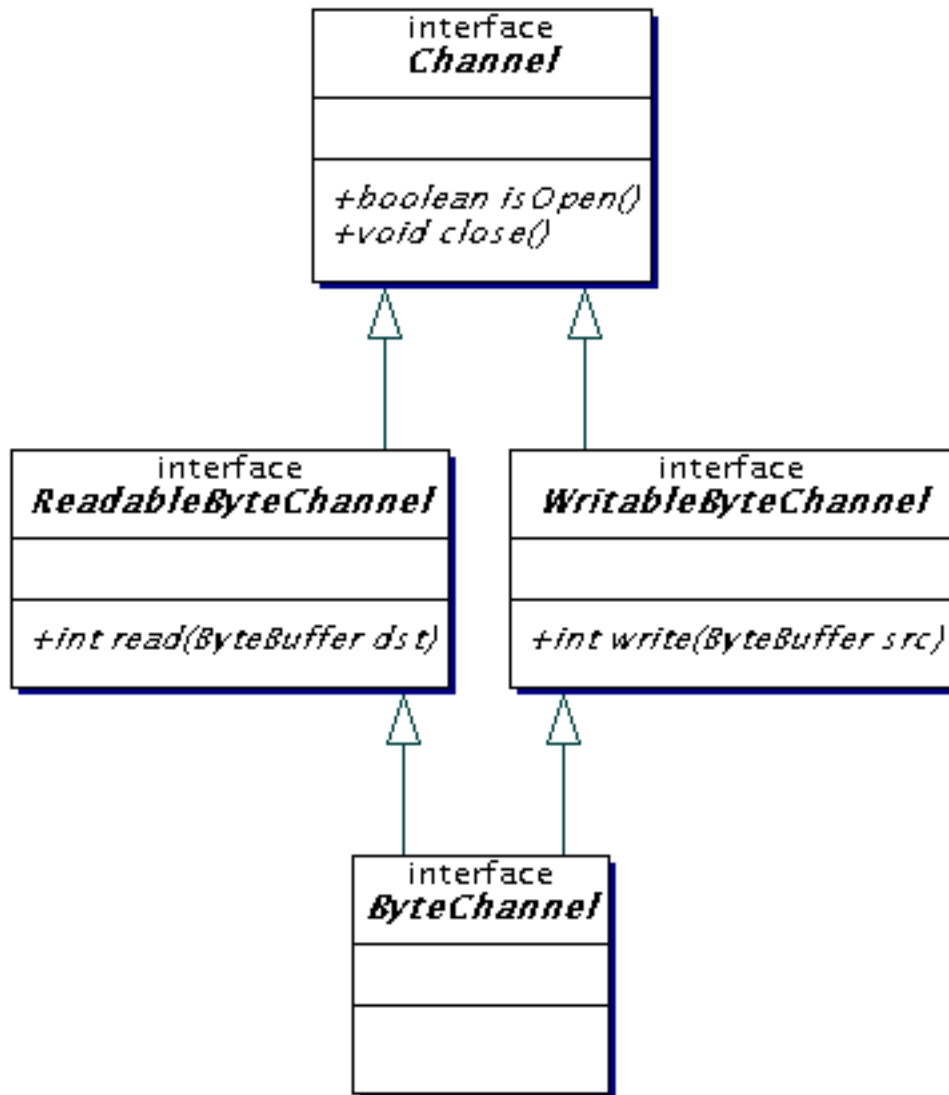 interface
Channel
+boolean isOpen()
+void close()
interface
ReadableByteChannel
+int read(ByteBuffer dst)
interface
WritableByteChannel
+int write(ByteBuffer src)
interface
ByteChannel